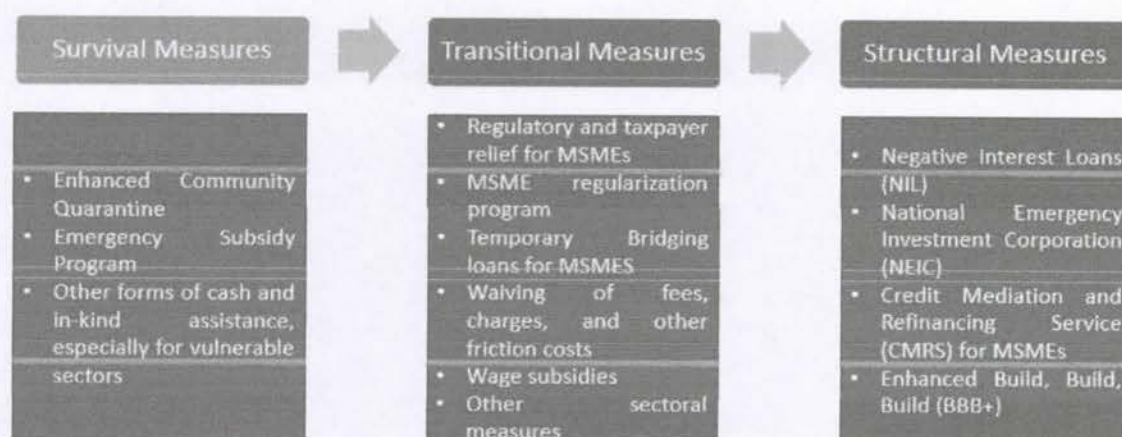 Survival Measures
• Enhanced Community
Quarantine
• Emergency Subsidy
Program
• Other forms of cash and
in-kind assistance,
especially for vulnerable
sectors
Transitional Measures
• Regulatory and taxpayer
relief for MSMEs
• MSME regularization
program
• Temporary Bridging
loans for MSMES
• Waiving of fees,
charges, and other
friction costs
• Wage subsidies
• Other sectoral
measures
Structural Measures
• Negative Interest Loans
(NIL)
• National Emergency
Investment Corporation
(NEIC)
• Credit Mediation and
Refinancing Service
(CMRS) for MSMEs
• Enhanced Build, Build,
Build (BBB+)